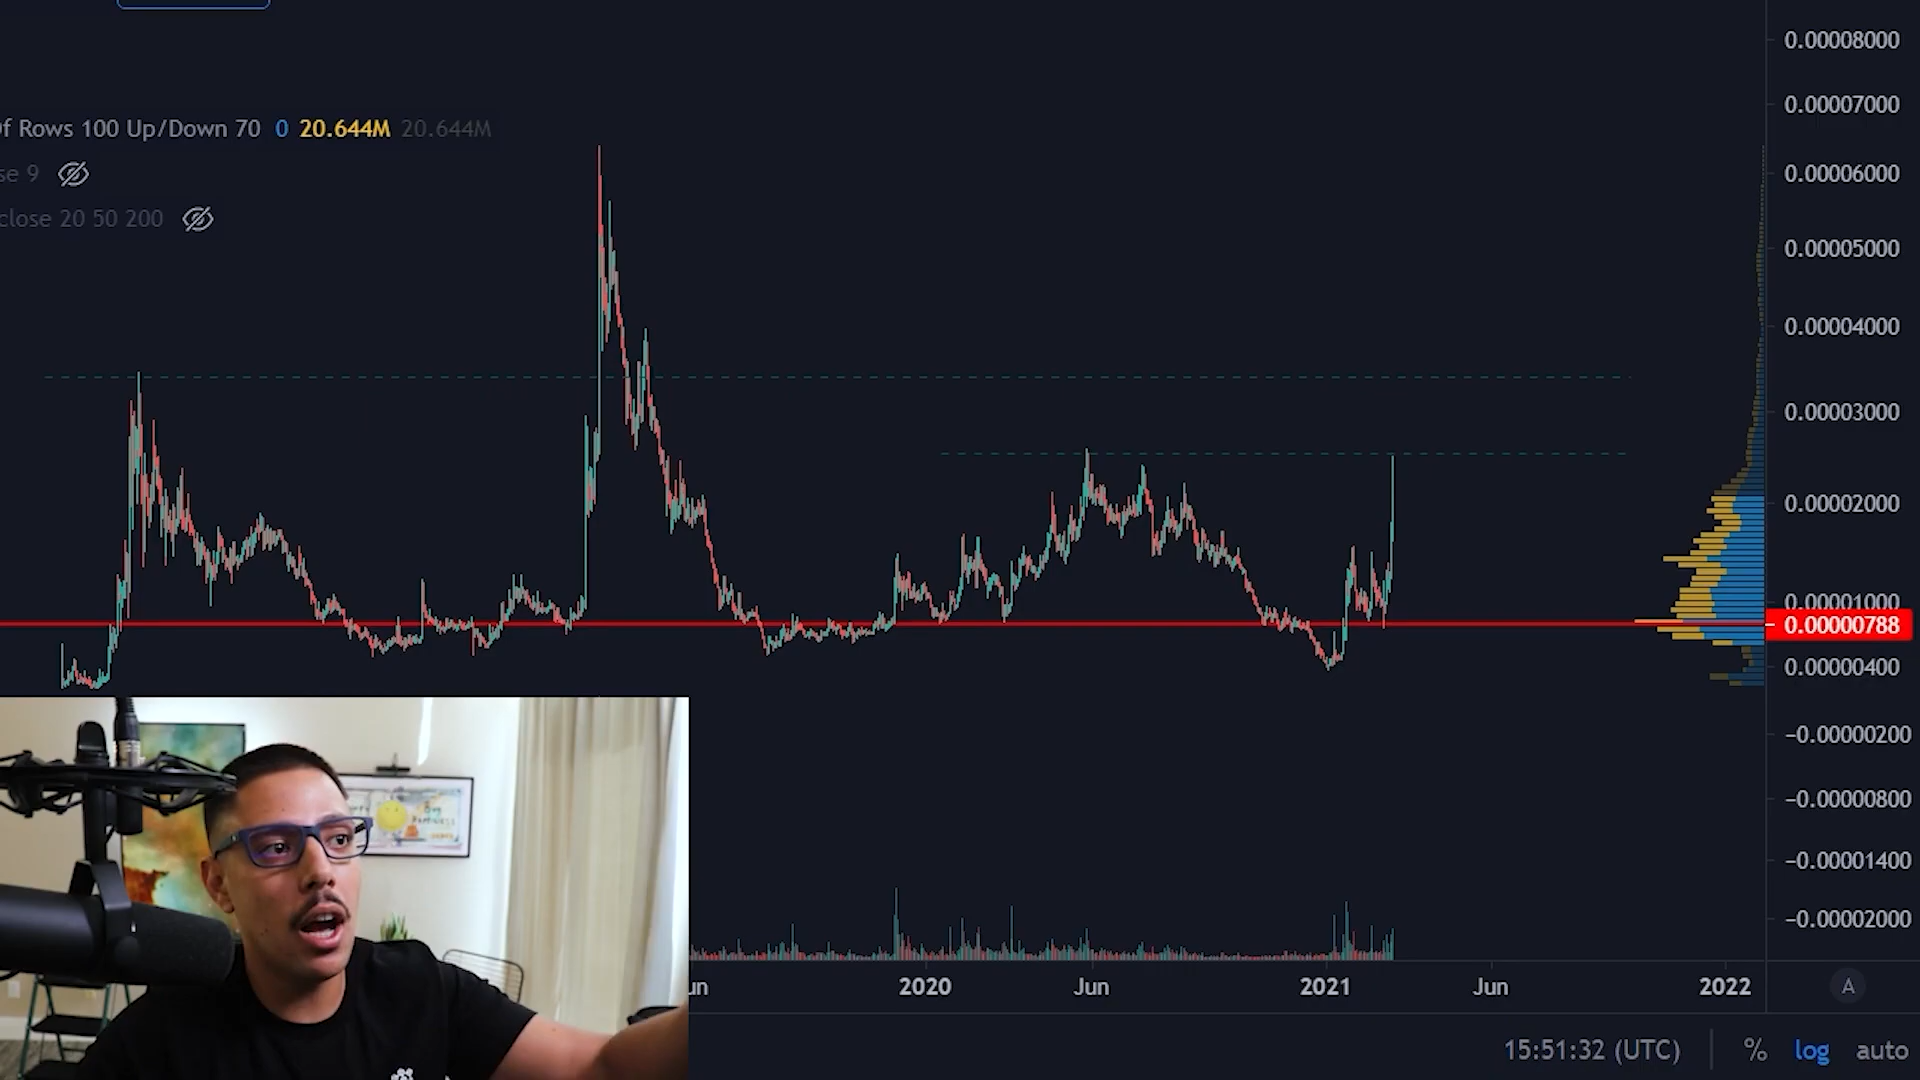 of Rows 100 Up/Down 70 0 20.644M 20.644M
se 9
close 20 50 200
0.00008000
0.00007000
0.00006000
0.00005000
0.00004000
0.00003000
0.00002000
0.00001000
0.00000788
0.00000400
−0.00000200
−0.00000800
−0.00001400
−0.00002000
un 2020 Jun 2021 Jun 2022 A
15:51:32 (UTC) % log auto